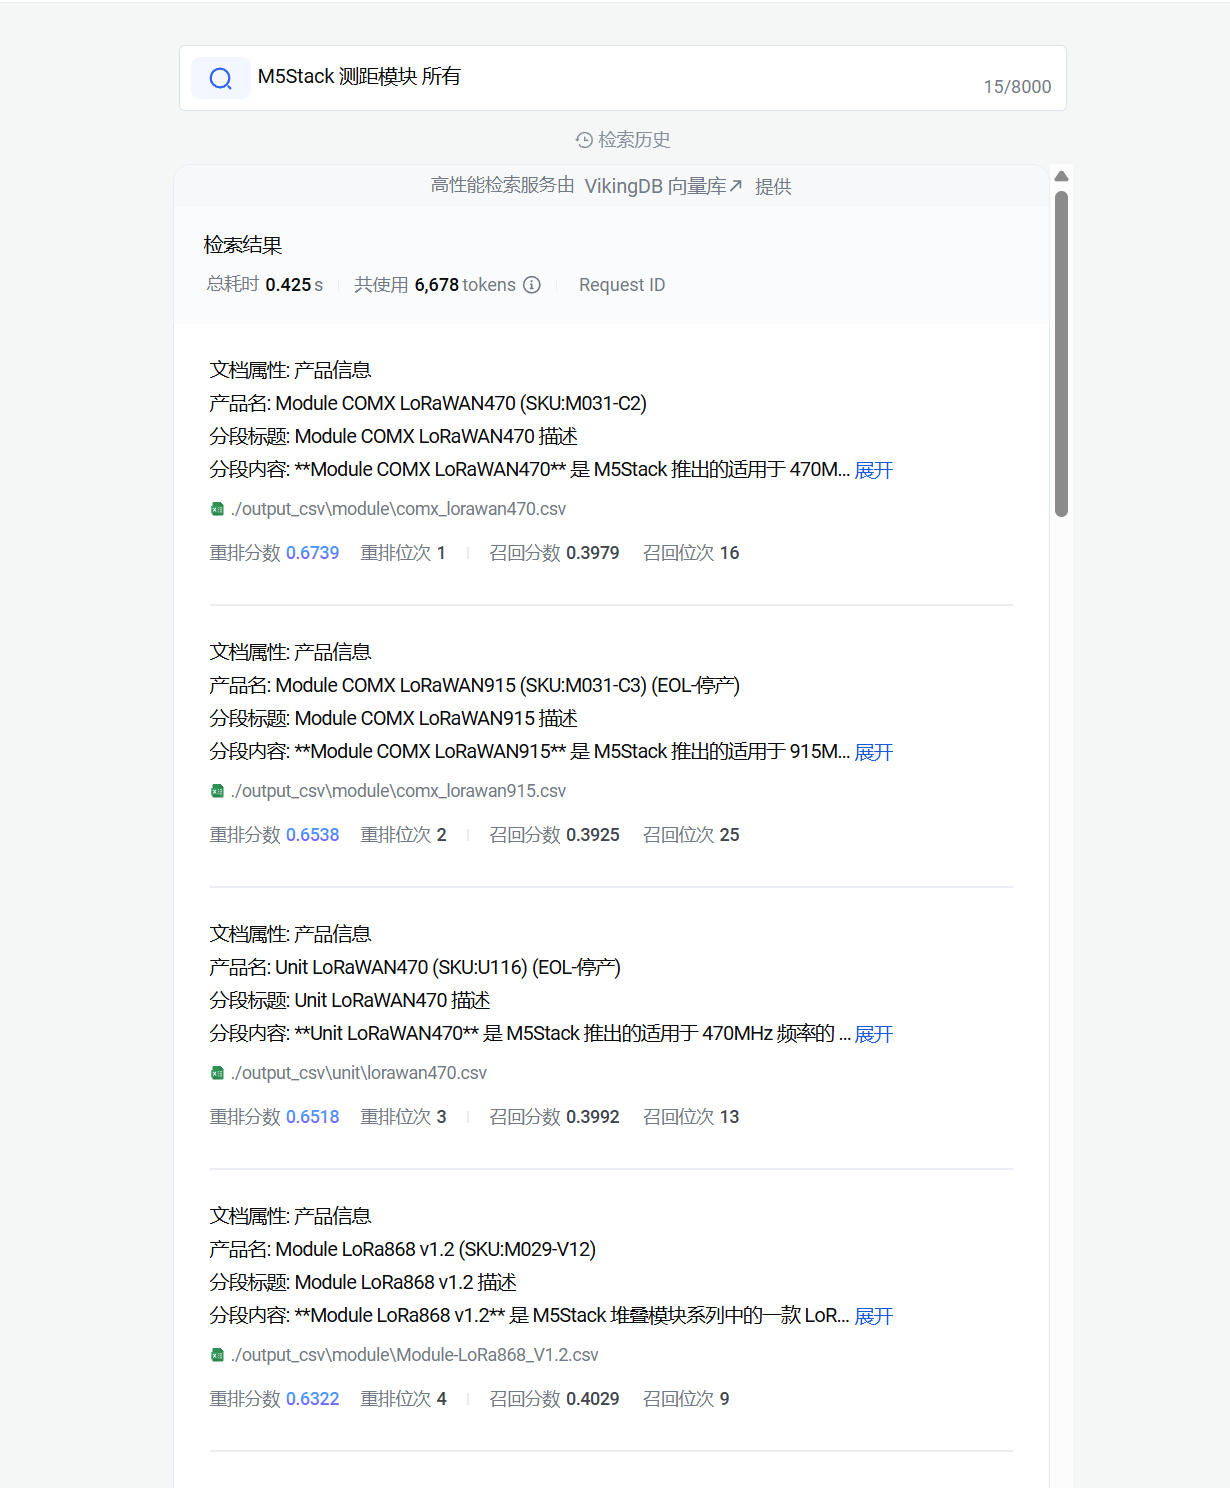 M5Stack 测距模块 所有
15/8000
检索历史
高性能检索服务由 VikingDB 向量库 提供
检索结果
总耗时 0.425 s 共使用 6,678 tokens Request ID
文档属性: 产品信息
产品名: Module COMX LoRaWAN470 (SKU:M031-C2)
分段标题: Module COMX LoRaWAN470 描述
分段内容: **Module COMX LoRaWAN470** 是 M5Stack 推出的适用于 470M... 展开
./output_csv\module\comx_lorawan470.csv
重排分数 0.6739 重排位次 1 召回分数 0.3979 召回位次 16
文档属性: 产品信息
产品名: Module COMX LoRaWAN915 (SKU:M031-C3) (EOL-停产)
分段标题: Module COMX LoRaWAN915 描述
分段内容: **Module COMX LoRaWAN915** 是 M5Stack 推出的适用于 915M... 展开
./output_csv\module\comx_lorawan915.csv
重排分数 0.6538 重排位次 2 召回分数 0.3925 召回位次 25
文档属性: 产品信息
产品名: Unit LoRaWAN470 (SKU:U116) (EOL-停产)
分段标题: Unit LoRaWAN470 描述
分段内容: **Unit LoRaWAN470** 是 M5Stack 推出的适用于 470MHz 频率的 ... 展开
./output_csv\unit\lorawan470.csv
重排分数 0.6518 重排位次 3 召回分数 0.3992 召回位次 13
文档属性: 产品信息
产品名: Module LoRa868 v1.2 (SKU:M029-V12)
分段标题: Module LoRa868 v1.2 描述
分段内容: **Module LoRa868 v1.2** 是 M5Stack 堆叠模块系列中的一款 LoR... 展开
./output_csv\module\Module-LoRa868_V1.2.csv
重排分数 0.6322 重排位次 4 召回分数 0.4029 召回位次 9